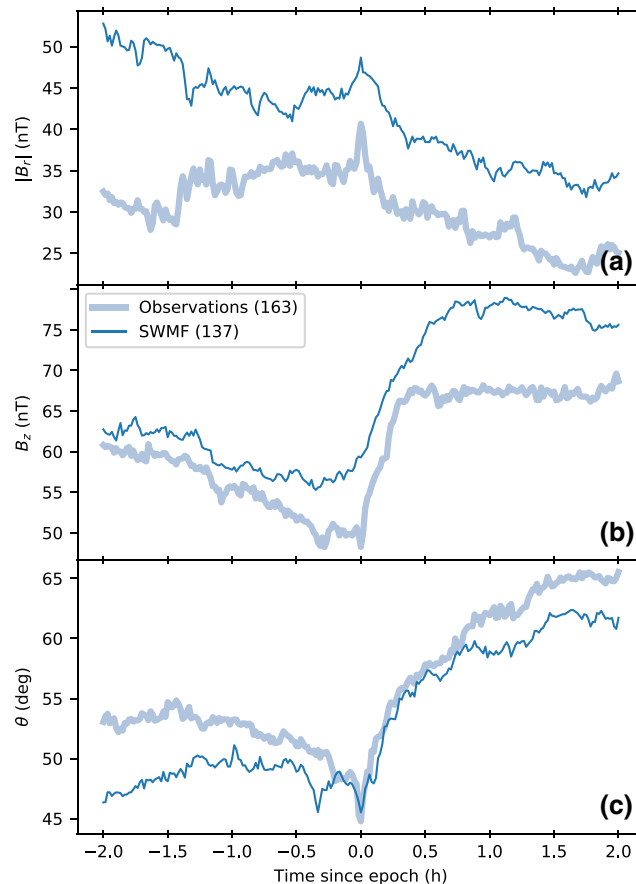 50
45
40
35
30
25
|B_r| (nT)
(a)
Observations (163)
SWMF (137)
75
70
65
60
55
50
B_z (nT)
(b)
65
60
55
50
45
θ (deg)
(c)
−2.0 −1.5 −1.0 −0.5 0.0 0.5 1.0 1.5 2.0
Time since epoch (h)